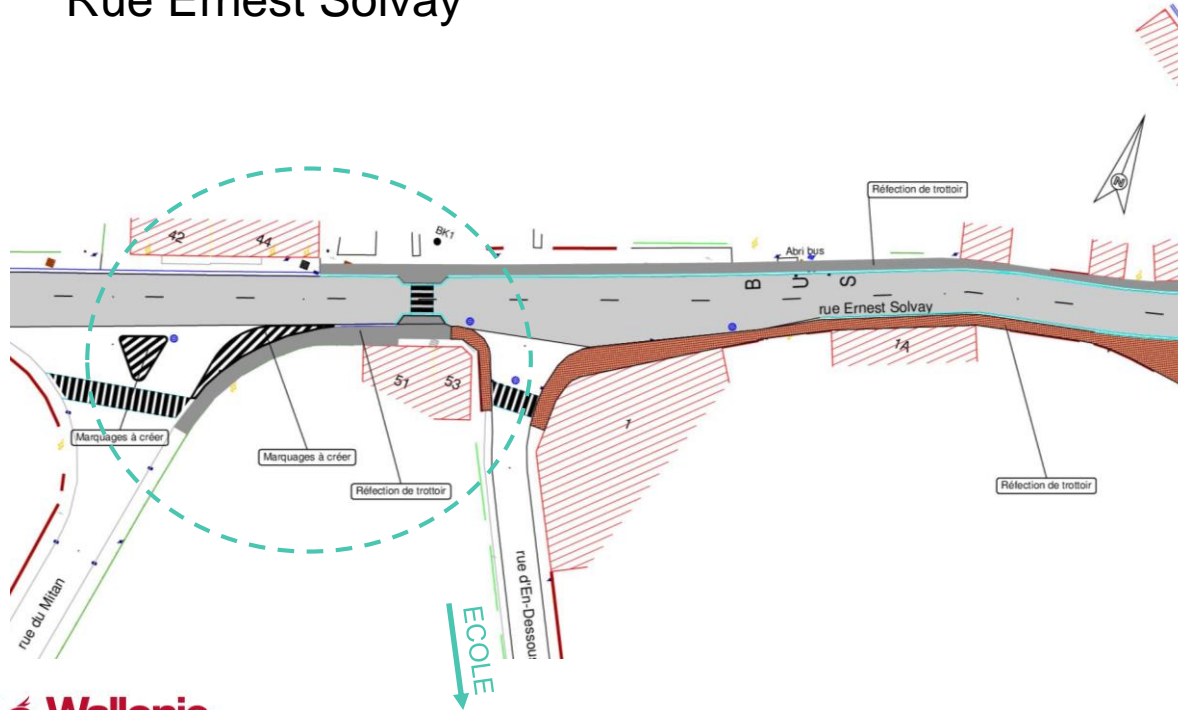 Rue Ernest Solvay
Réfection de trottoir
42
44
BK1
Abri bus
B U S
rue Ernest Solvay
1A
51
53
1
Marquages à créer
Marquages à créer
Réfection de trottoir
Réfection de trottoir
rue du Mitan
rue d'En-Dessous
ECOLE
Wallonie